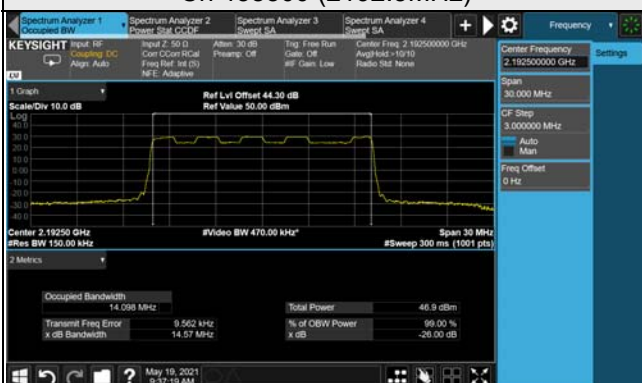 Spectrum Analyzer 1
Occupied BW
Spectrum Analyzer 2
Power Stat CCDF
Spectrum Analyzer 3
Swept SA
Spectrum Analyzer 4
Swept SA
Frequency
KEYSIGHT
Input: RF
Coupling: DC
Align: Auto
Input Z: 50 Ω
Corr CCorr RCal
Freq Ref: Int (S)
NFE: Adaptive
Atten: 30 dB
Preamp: Off
Trig: Free Run
Gate: Off
#IF Gain: Low
Center Freq: 2.192500000 GHz
Avg|Hold:>10/10
Radio Std: None
LXI
Center Frequency
2.192500000 GHz
Settings
Span
30.000 MHz
CF Step
3.000000 MHz
Auto
Man
Freq Offset
0 Hz
1 Graph
Scale/Div 10.0 dB
Ref Lvl Offset 44.30 dB
Ref Value 50.00 dBm
Log
40.0
30.0
20.0
10.0
0.00
-10.0
-20.0
-30.0
-40.0
Center 2.19250 GHz
#Res BW 150.00 kHz
#Video BW 470.00 kHz*
Span 30 MHz
#Sweep 300 ms (1001 pts)
2 Metrics
Occupied Bandwidth
14.098 MHz
Total Power
46.9 dBm
Transmit Freq Error
9.562 kHz
% of OBW Power
99.00 %
x dB Bandwidth
14.57 MHz
x dB
-26.00 dB
?
May 19, 2021
9:37:19 AM